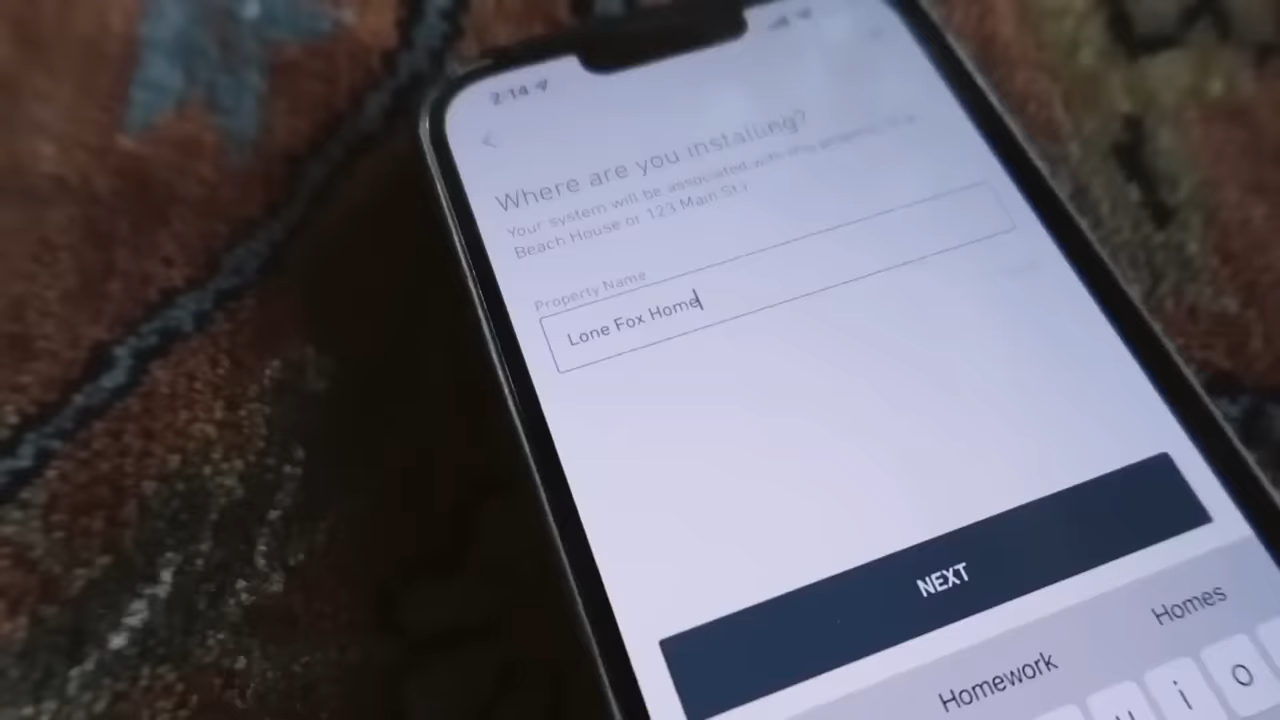 2:14
Where are you installing?
Your system will be associated with this property. (e.g.
Beach House or 123 Main St.)
Property Name
Lone Fox Home
NEXT
Homework Homes
u i o